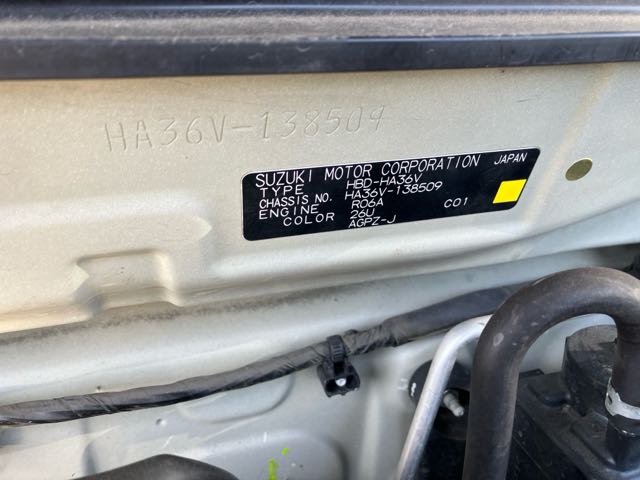 HA36V-138509
SUZUKI MOTOR CORPORATION JAPAN
TYPE HBD-HA36V
CHASSIS NO. HA36V-138509
ENGINE R06A C01
COLOR 26U
AGPZ-J